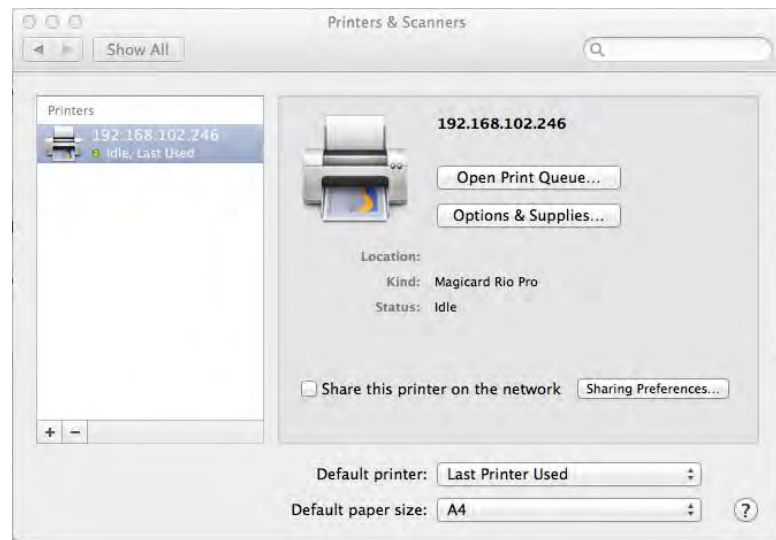 Printers & Scanners
Show All
Printers
192.168.102.246
Idle, Last Used
192.168.102.246
Open Print Queue...
Options & Supplies...
Location:
Kind: Magicard Rio Pro
Status: Idle
Share this printer on the network Sharing Preferences...
+ -
Default printer: Last Printer Used
Default paper size: A4 ?